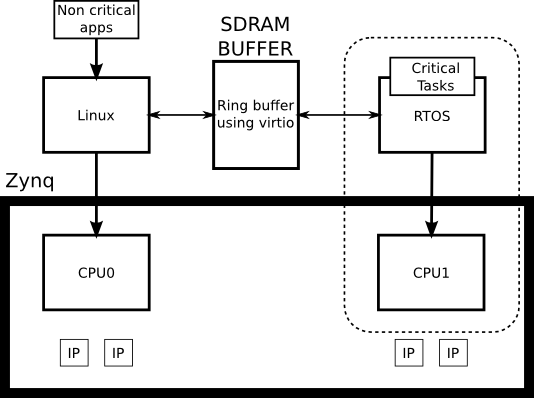 Non critical
apps
SDRAM
BUFFER
Critical
Tasks
Linux
Ring buffer
using virtio
RTOS
Zynq
CPU0
CPU1
IP
IP
IP
IP